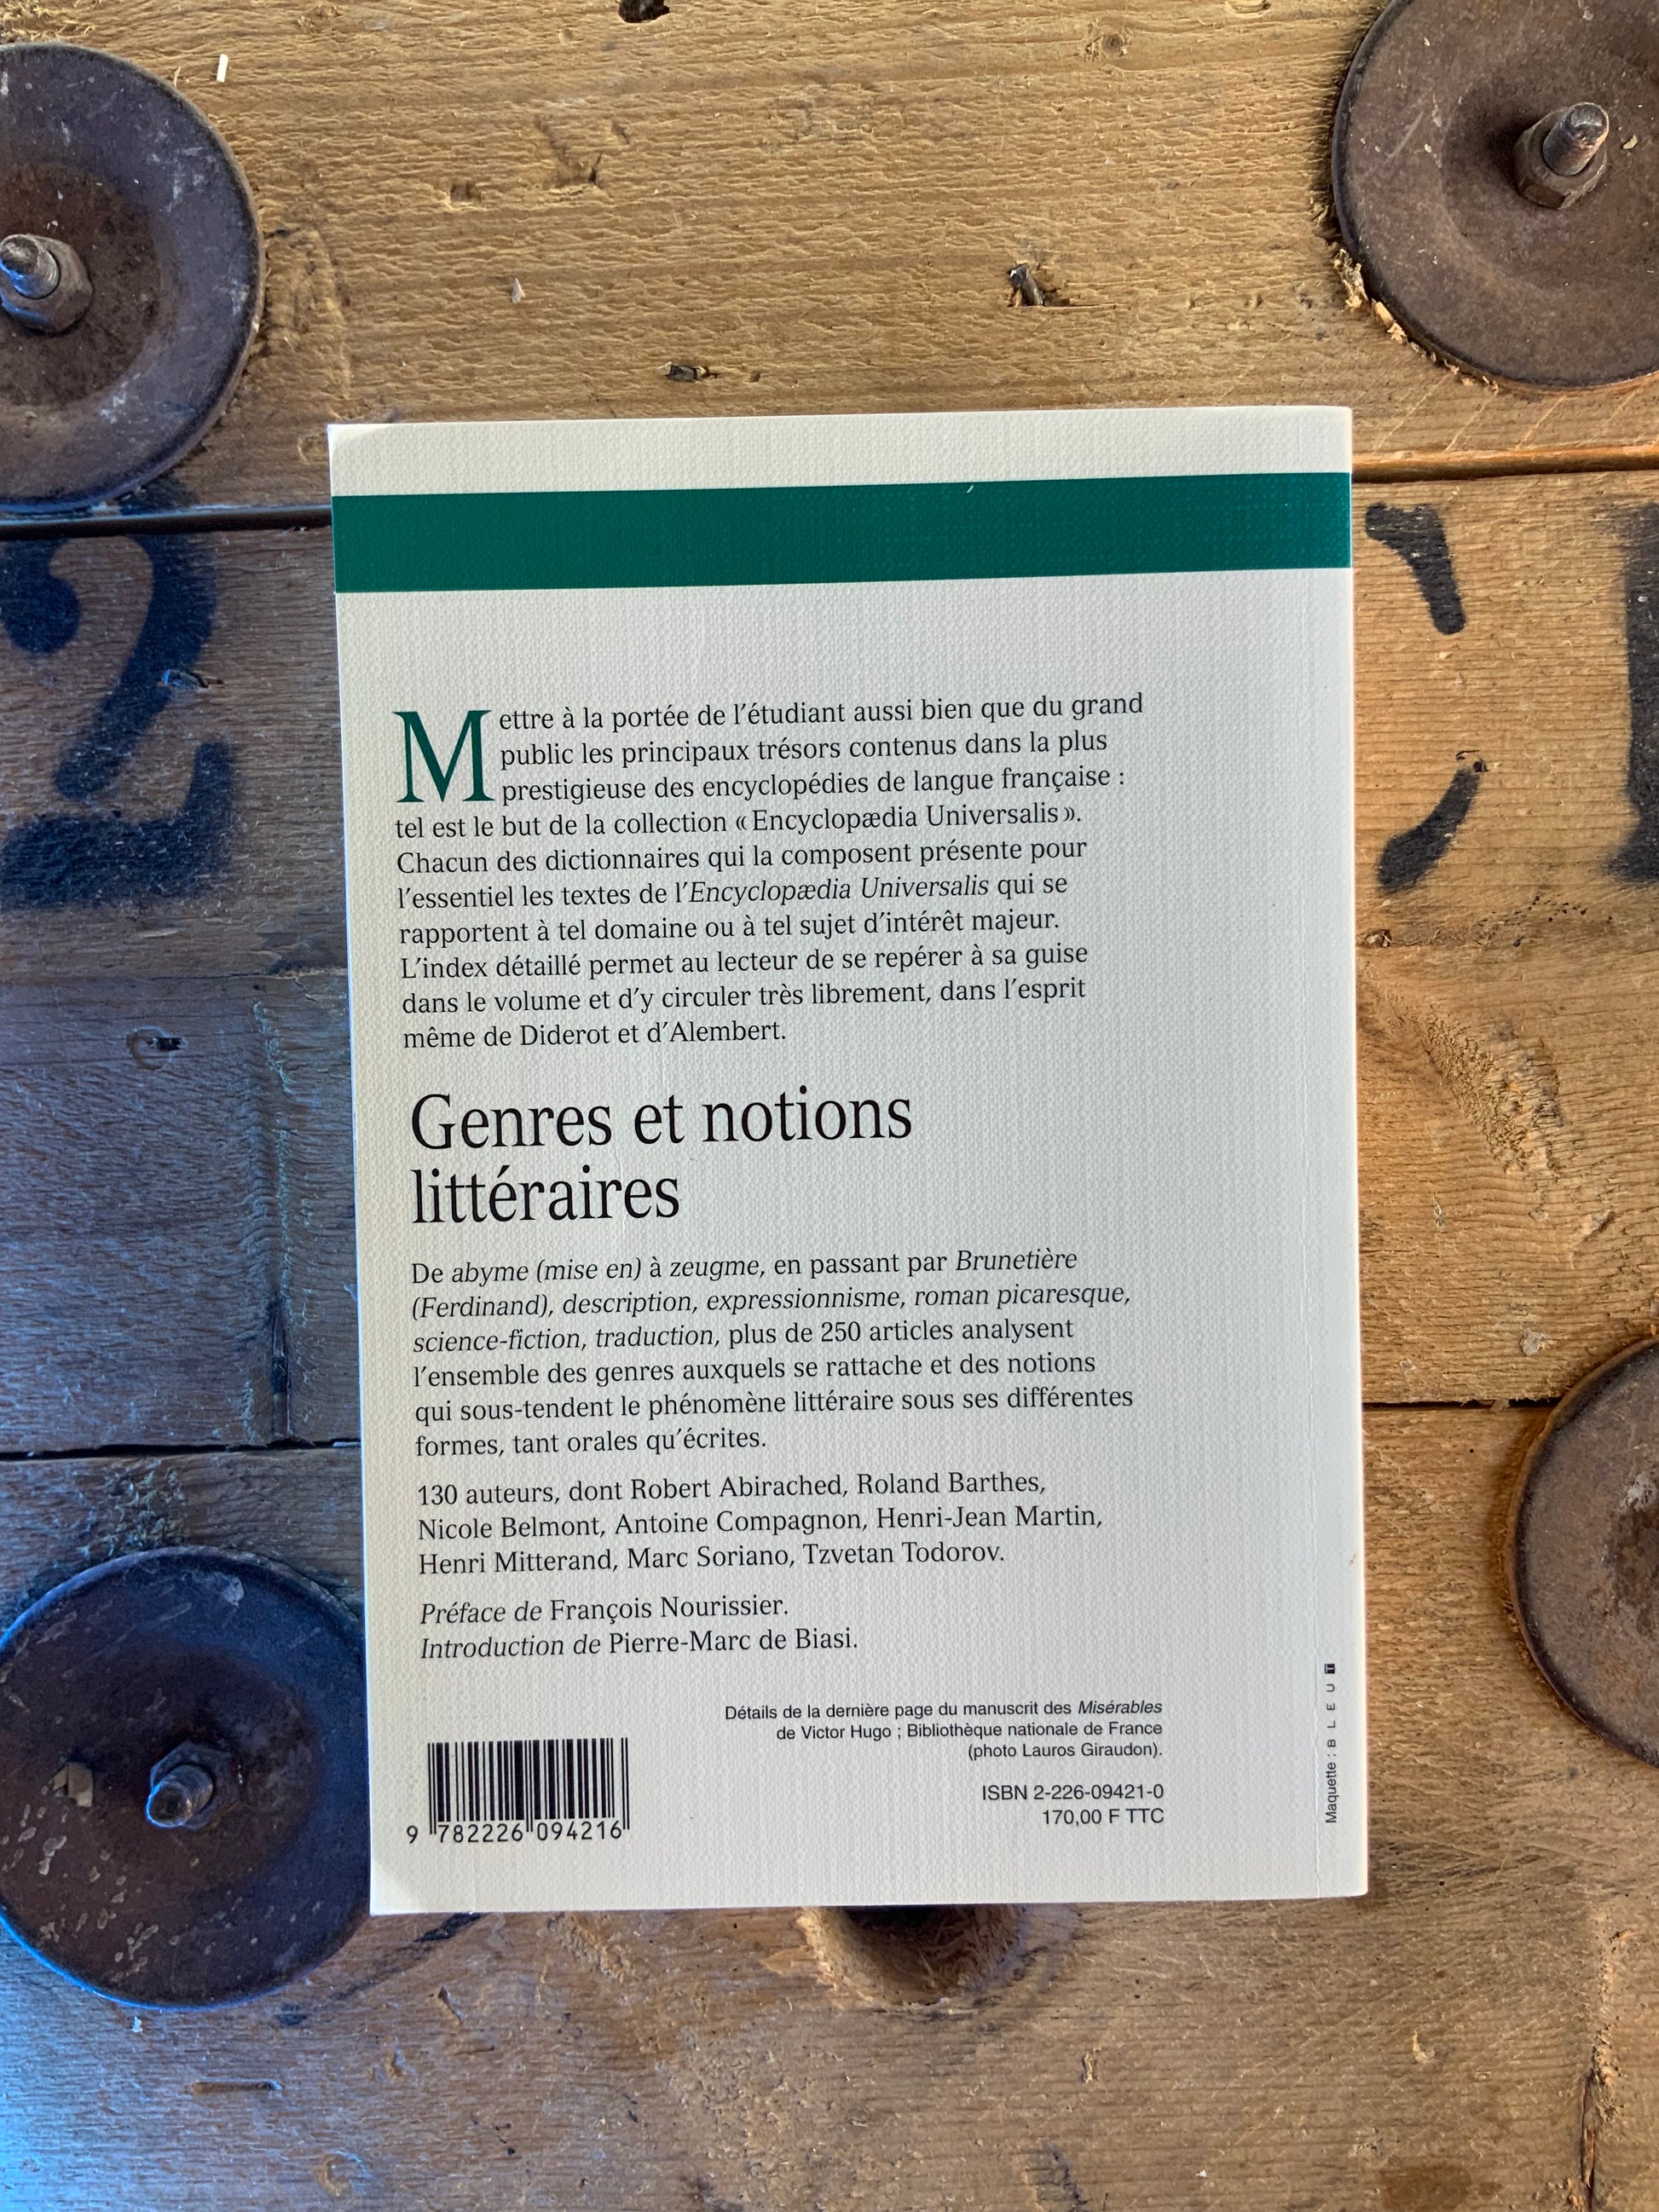 Mettre à la portée de l'étudiant aussi bien que du grand
public les principaux trésors contenus dans la plus
prestigieuse des encyclopédies de langue française :
tel est le but de la collection « Encyclopædia Universalis ».
Chacun des dictionnaires qui la composent présente pour
l'essentiel les textes de l'Encyclopædia Universalis qui se
rapportent à tel domaine ou à tel sujet d'intérêt majeur.
L'index détaillé permet au lecteur de se repérer à sa guise
dans le volume et d'y circuler très librement, dans l'esprit
même de Diderot et d'Alembert.
Genres et notions
littéraires
De abyme (mise en) à zeugme, en passant par Brunetière
(Ferdinand), description, expressionnisme, roman picaresque,
science-fiction, traduction, plus de 250 articles analysent
l'ensemble des genres auxquels se rattache et des notions
qui sous-tendent le phénomène littéraire sous ses différentes
formes, tant orales qu'écrites.
130 auteurs, dont Robert Abirached, Roland Barthes,
Nicole Belmont, Antoine Compagnon, Henri-Jean Martin,
Henri Mitterand, Marc Soriano, Tzvetan Todorov.
Préface de François Nourissier.
Introduction de Pierre-Marc de Biasi.
Détails de la dernière page du manuscrit des Misérables
de Victor Hugo ; Bibliothèque nationale de France
(photo Lauros Giraudon).
ISBN 2-226-09421-0
170,00 F TTC
9 782226 094216
Maquette : BLEU T
2